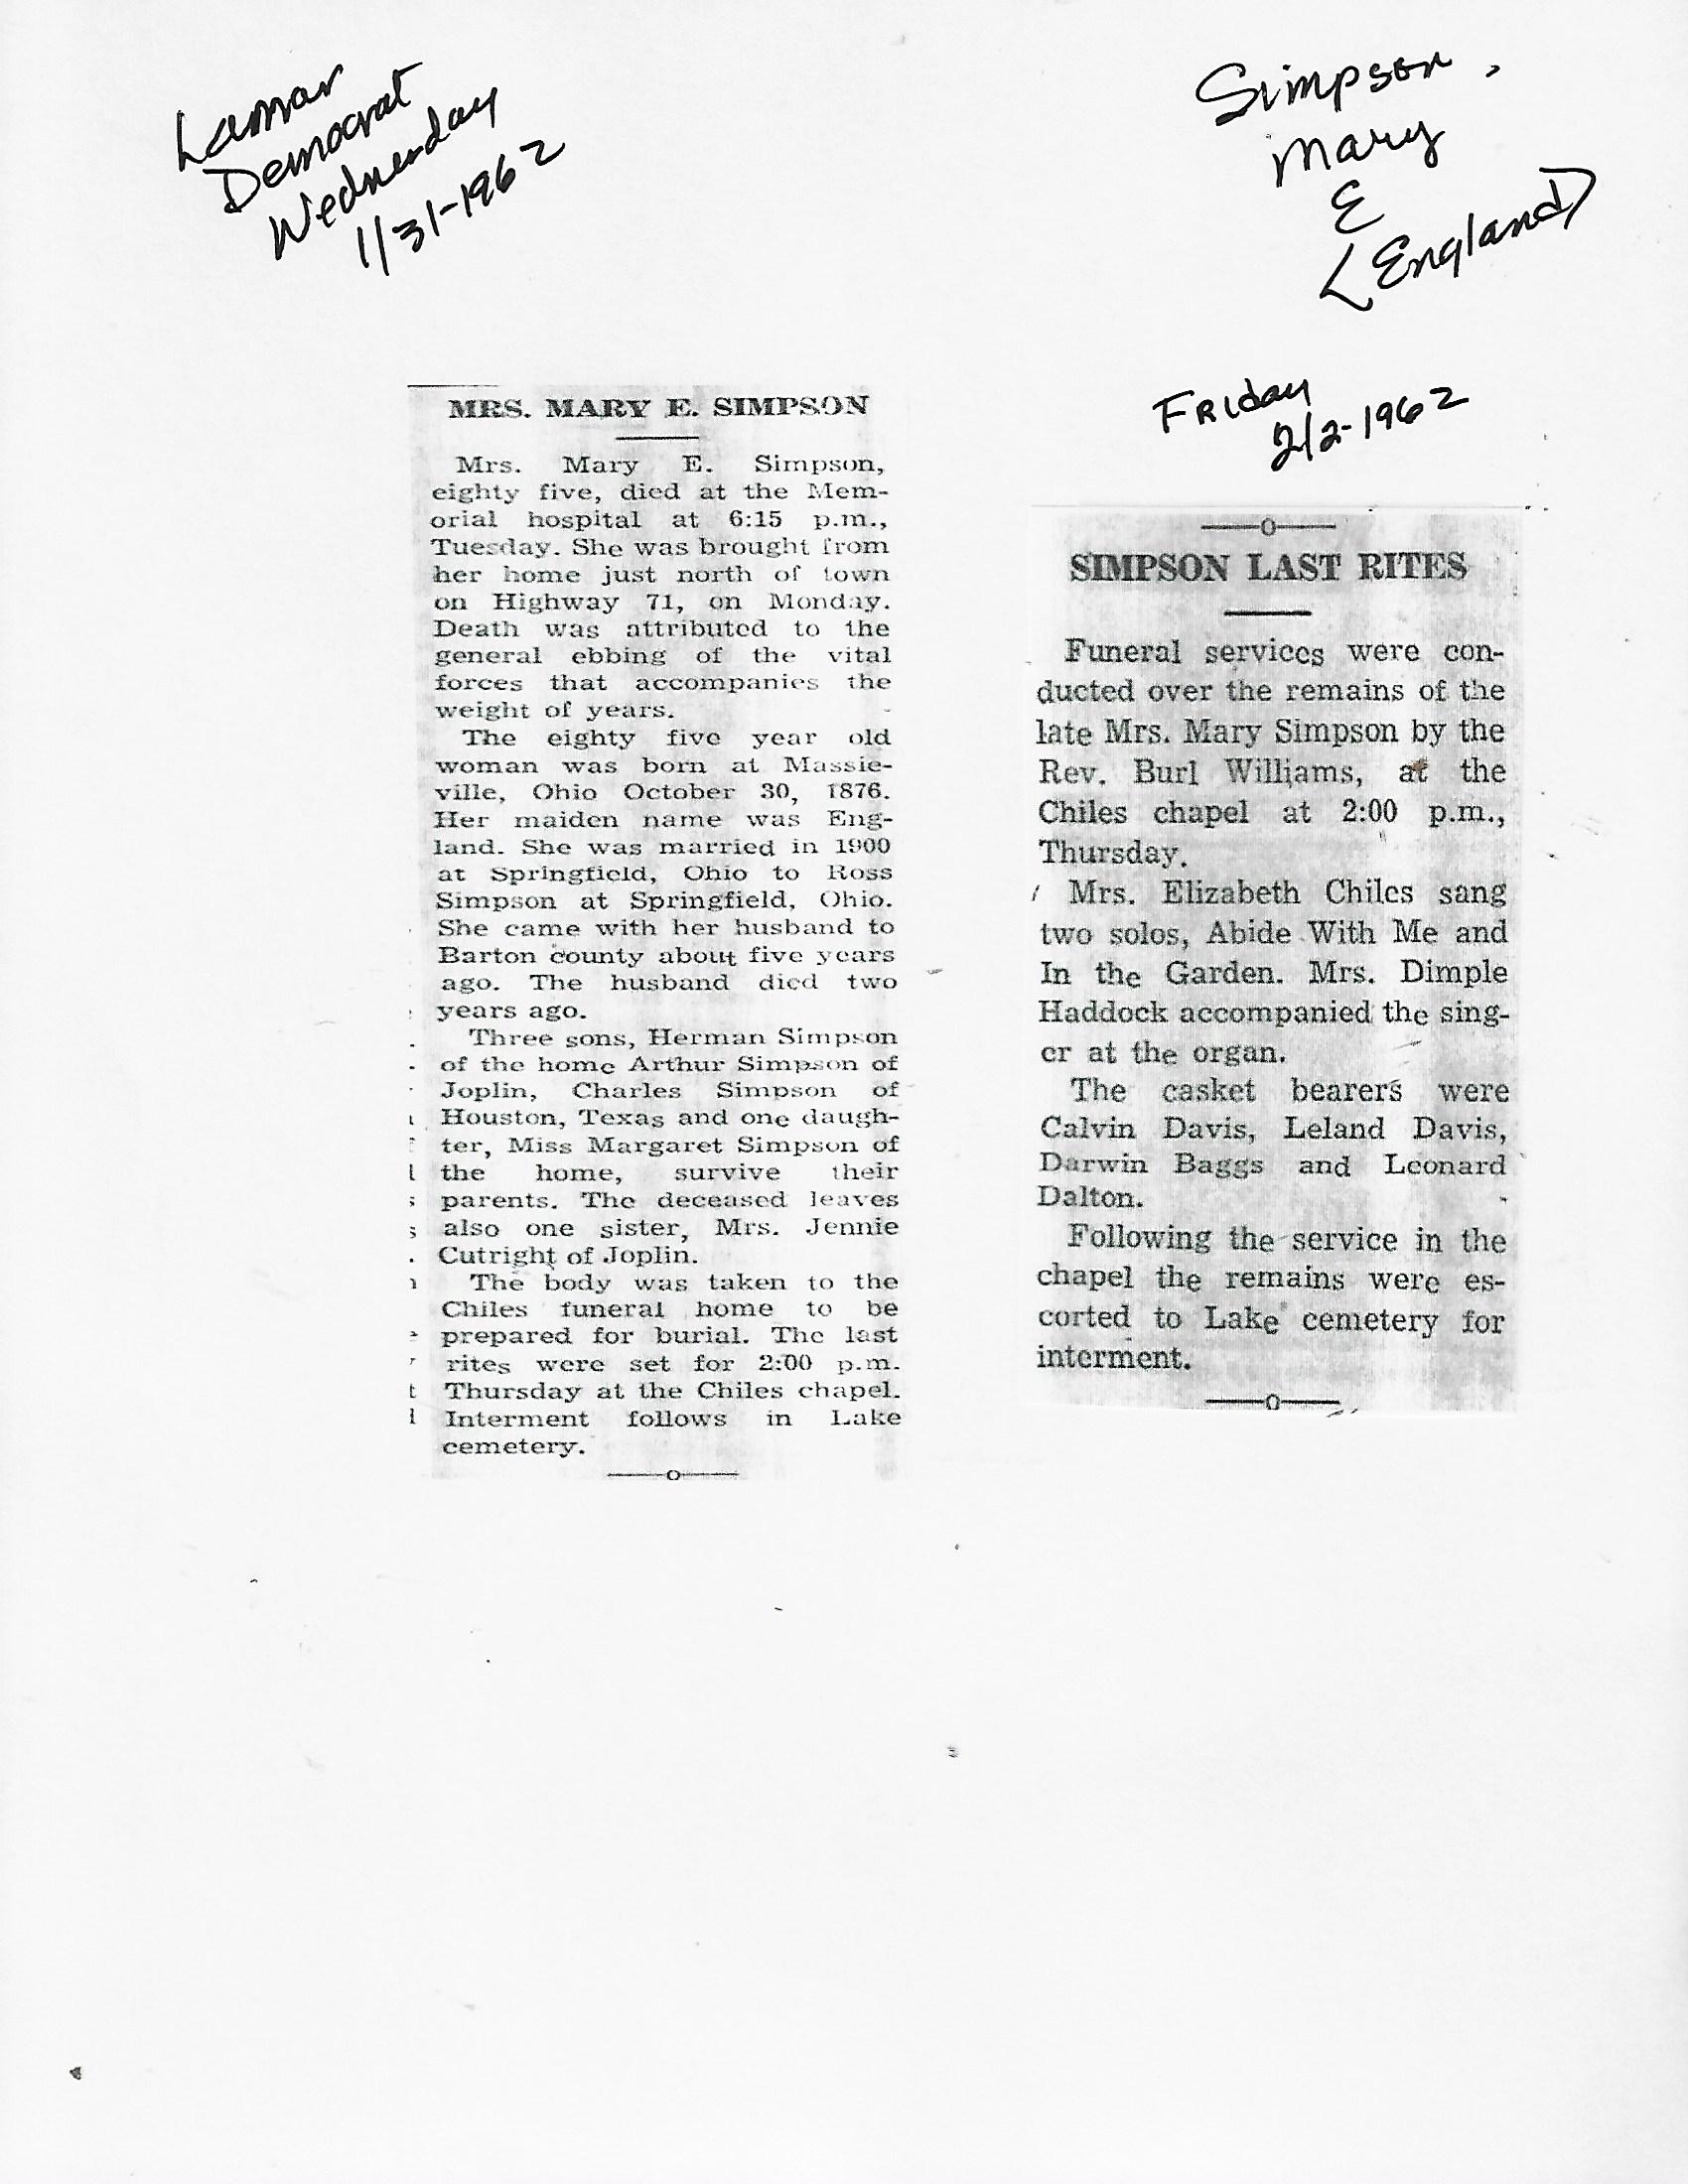 Lamar
Democrat
Wednesday
1/31-1962
Simpson,
Mary
E
(England)
MRS. MARY E. SIMPSON
Mrs. Mary E. Simpson,
eighty five, died at the Mem-
orial hospital at 6:15 p.m.,
Tuesday. She was brought from
her home just north of town
on Highway 71, on Monday.
Death was attributed to the
general ebbing of the vital
forces that accompanies the
weight of years.
The eighty five year old
woman was born at Massie-
ville, Ohio October 30, 1876.
Her maiden name was Eng-
land. She was married in 1900
at Springfield, Ohio to Ross
Simpson at Springfield, Ohio.
She came with her husband to
Barton county about five years
ago. The husband died two
years ago.
Three sons, Herman Simpson
of the home Arthur Simpson of
Joplin, Charles Simpson of
Houston, Texas and one daugh-
ter, Miss Margaret Simpson of
the home, survive their
parents. The deceased leaves
also one sister, Mrs. Jennie
Cutright of Joplin.
The body was taken to the
Chiles funeral home to be
prepared for burial. The last
rites were set for 2:00 p.m.
Thursday at the Chiles chapel.
Interment follows in Lake
cemetery.
Friday
2/2-1962
SIMPSON LAST RITES
Funeral services were con-
ducted over the remains of the
late Mrs. Mary Simpson by the
Rev. Burl Williams, at the
Chiles chapel at 2:00 p.m.,
Thursday.
Mrs. Elizabeth Chiles sang
two solos, Abide With Me and
In the Garden. Mrs. Dimple
Haddock accompanied the sing-
er at the organ.
The casket bearers were
Calvin Davis, Leland Davis,
Darwin Baggs and Leonard
Dalton.
Following the service in the
chapel the remains were es-
corted to Lake cemetery for
interment.